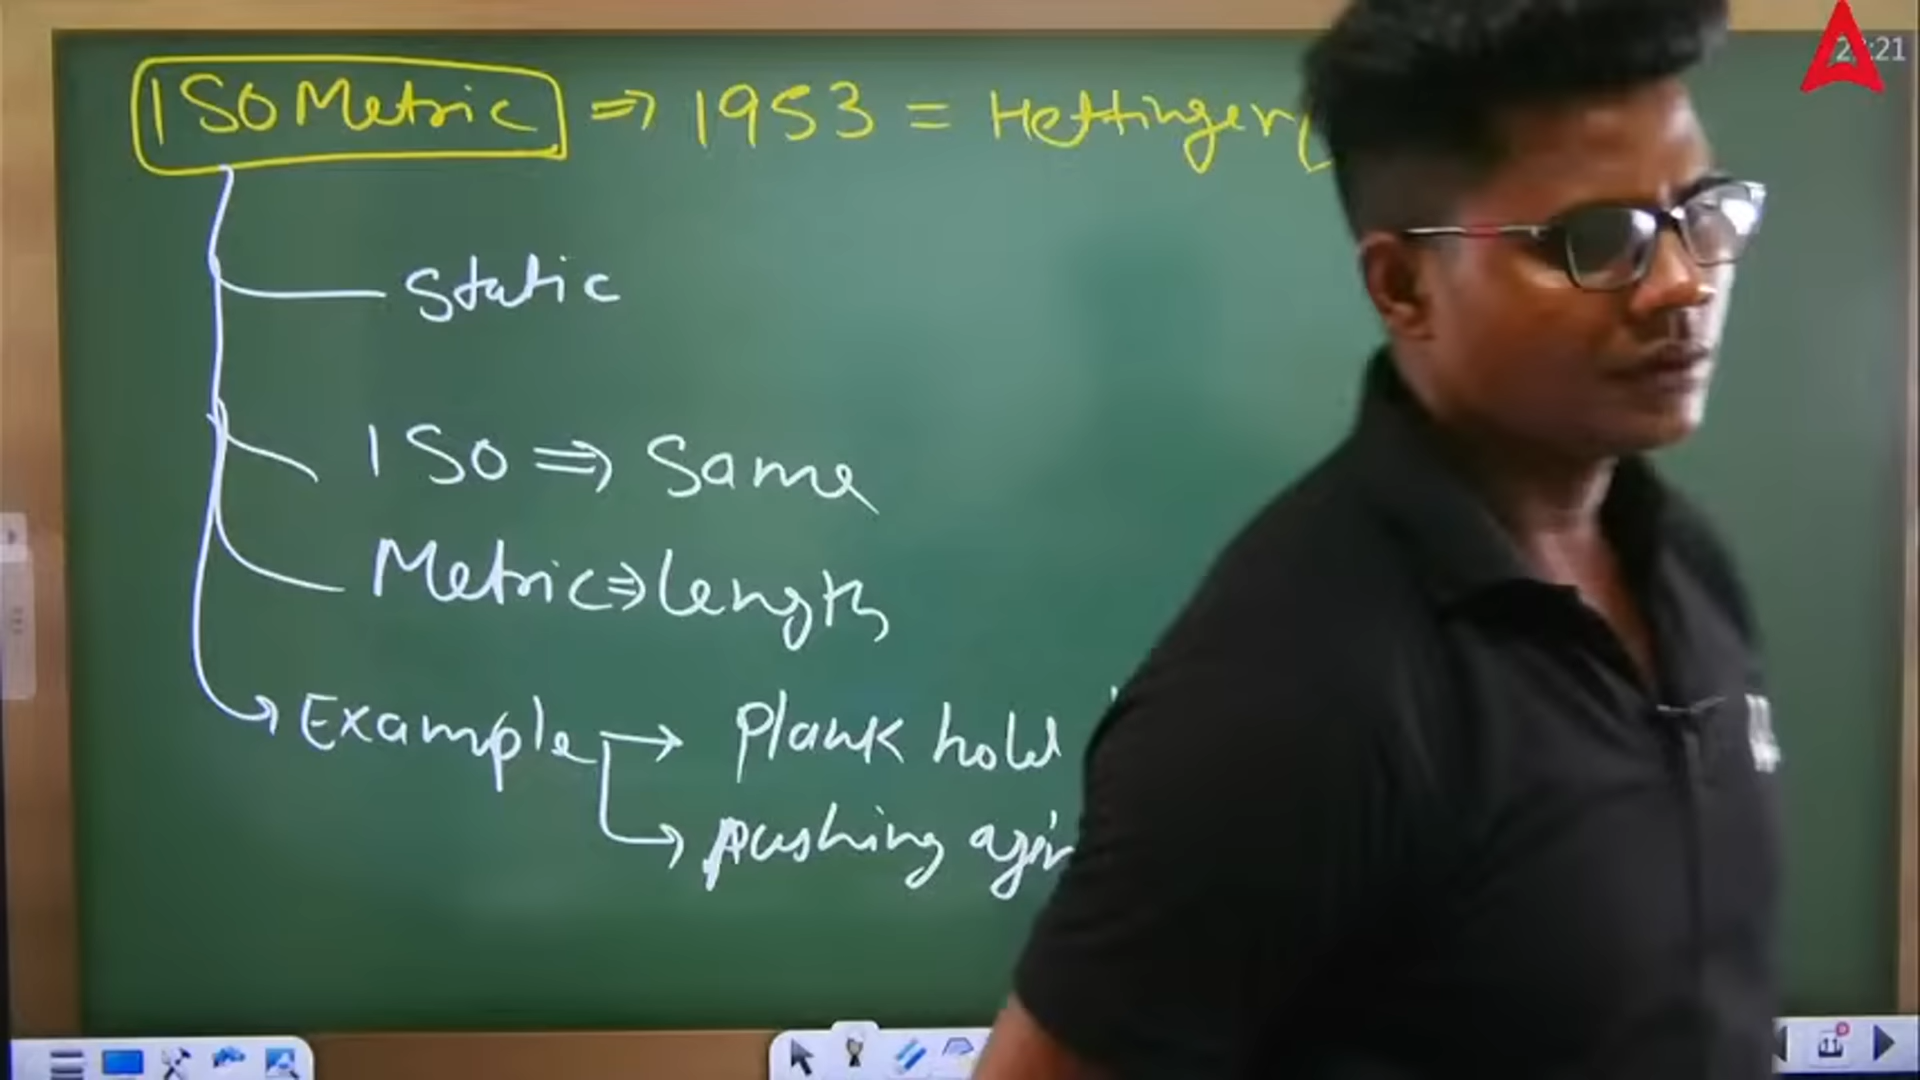 ISOMetric ⇒ 1953 = Hettinger(
Static
ISO ⇒ Same
Metric ⇒ length
Example → Plank hold
→ pushing